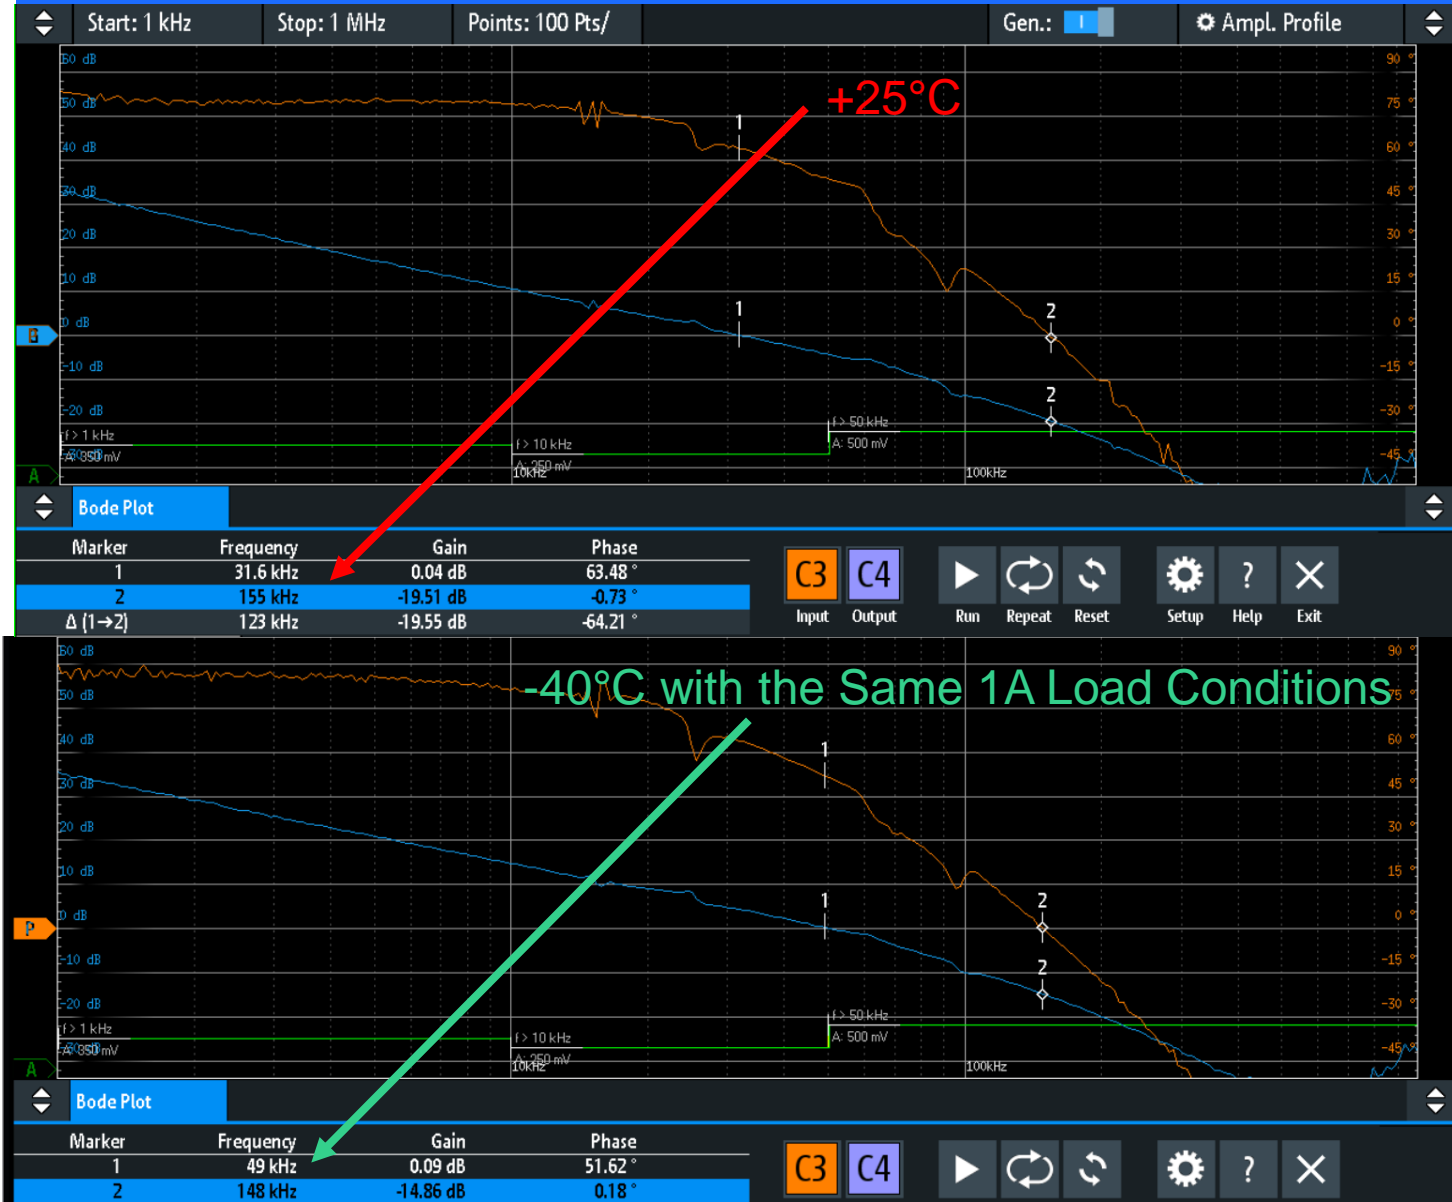 Start: 1 kHz Stop: 1 MHz Points: 100 Pts/ Gen.: I Ampl. Profile
60 dB 90 °
+25°C
50 dB 75 °
1
40 dB 60 °
30 dB 45 °
20 dB 30 °
10 dB 15 °
1 2
0 dB 0 °
G
-10 dB -15 °
2
-20 dB -30 °
f > 1 kHz f > 10 kHz f > 50 kHz
A: 350 mV A: 250 mV A: 500 mV
-30 dB -45 °
A 10kHz 100kHz
Bode Plot
Marker Frequency Gain Phase
1 31.6 kHz 0.04 dB 63.48 °
2 155 kHz -19.51 dB -0.73 °
Δ (1→2) 123 kHz -19.55 dB -64.21 °
C3 C4 ?
Input Output Run Repeat Reset Setup Help Exit
60 dB 90 °
-40°C with the Same 1A Load Conditions
50 dB 75 °
40 dB 60 °
1
30 dB 45 °
20 dB 30 °
10 dB 15 °
1 2
0 dB 0 °
P
-10 dB -15 °
2
-20 dB -30 °
f > 1 kHz f > 10 kHz f > 50 kHz
A: 350 mV A: 250 mV A: 500 mV
-30 dB -45 °
A 10kHz 100kHz
Bode Plot
Marker Frequency Gain Phase
1 49 kHz 0.09 dB 51.62 °
2 148 kHz -14.86 dB 0.18 °
C3 C4 ?